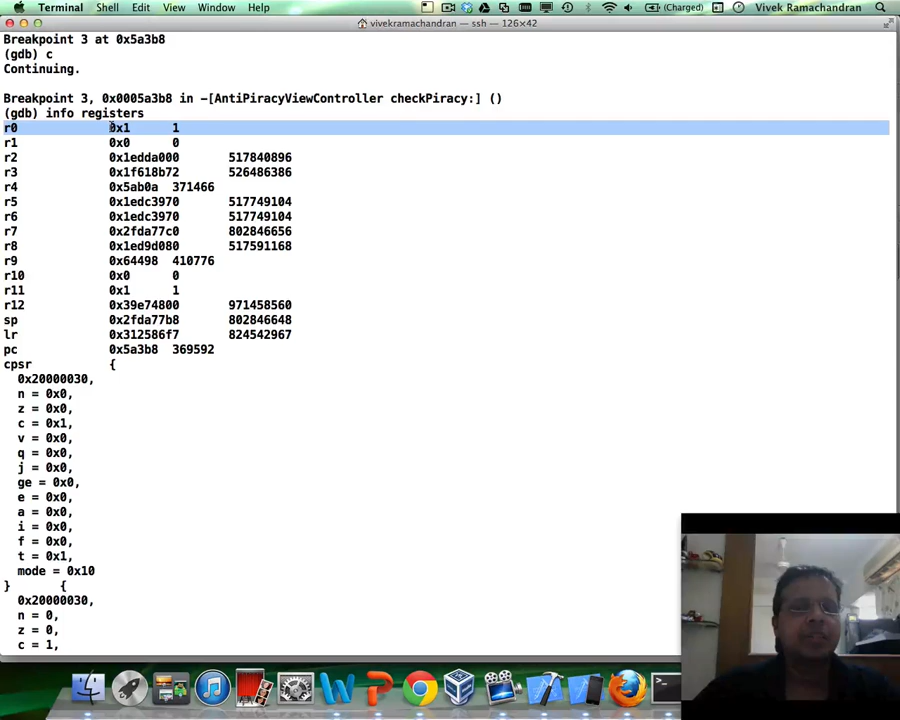 Terminal Shell Edit View Window Help (Charged) Vivek Ramachandran
vivekramachandran — ssh — 126×42
Breakpoint 3 at 0x5a3b8
(gdb) c
Continuing.
Breakpoint 3, 0x0005a3b8 in -[AntiPiracyViewController checkPiracy:] ()
(gdb) info registers
r0 0x1 1
r1 0x0 0
r2 0x1edda000 517840896
r3 0x1f618b72 526486386
r4 0x5ab0a 371466
r5 0x1edc3970 517749104
r6 0x1edc3970 517749104
r7 0x2fda77c0 802846656
r8 0x1ed9d080 517591168
r9 0x64498 410776
r10 0x0 0
r11 0x1 1
r12 0x39e74800 971458560
sp 0x2fda77b8 802846648
lr 0x312586f7 824542967
pc 0x5a3b8 369592
cpsr {
0x20000030,
n = 0x0,
z = 0x0,
c = 0x1,
v = 0x0,
q = 0x0,
j = 0x0,
ge = 0x0,
e = 0x0,
a = 0x0,
i = 0x0,
f = 0x0,
t = 0x1,
mode = 0x10
} {
0x20000030,
n = 0,
z = 0,
c = 1,